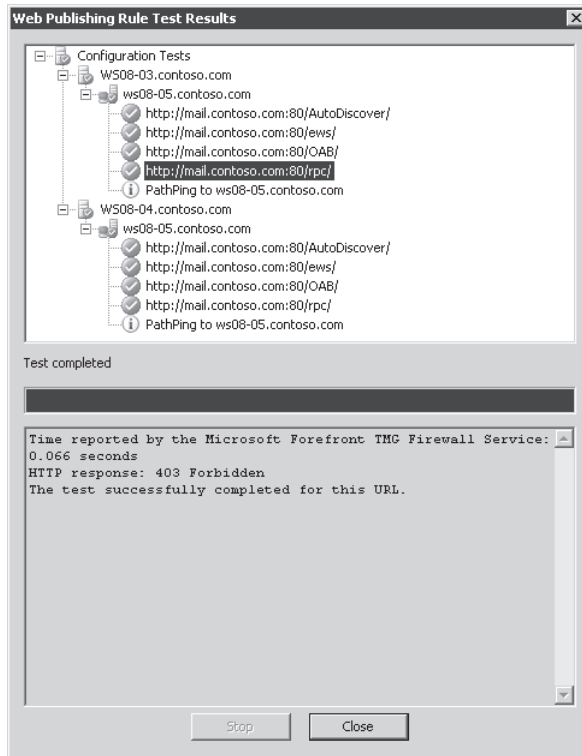 Web Publishing Rule Test Results
Configuration Tests
WS08-03.contoso.com
ws08-05.contoso.com
http://mail.contoso.com:80/AutoDiscover/
http://mail.contoso.com:80/ews/
http://mail.contoso.com:80/OAB/
http://mail.contoso.com:80/rpc/
PathPing to ws08-05.contoso.com
WS08-04.contoso.com
ws08-05.contoso.com
http://mail.contoso.com:80/AutoDiscover/
http://mail.contoso.com:80/ews/
http://mail.contoso.com:80/OAB/
http://mail.contoso.com:80/rpc/
PathPing to ws08-05.contoso.com
Test completed
Time reported by the Microsoft Forefront TMG Firewall Service:
0.066 seconds
HTTP response: 403 Forbidden
The test successfully completed for this URL.
Stop
Close